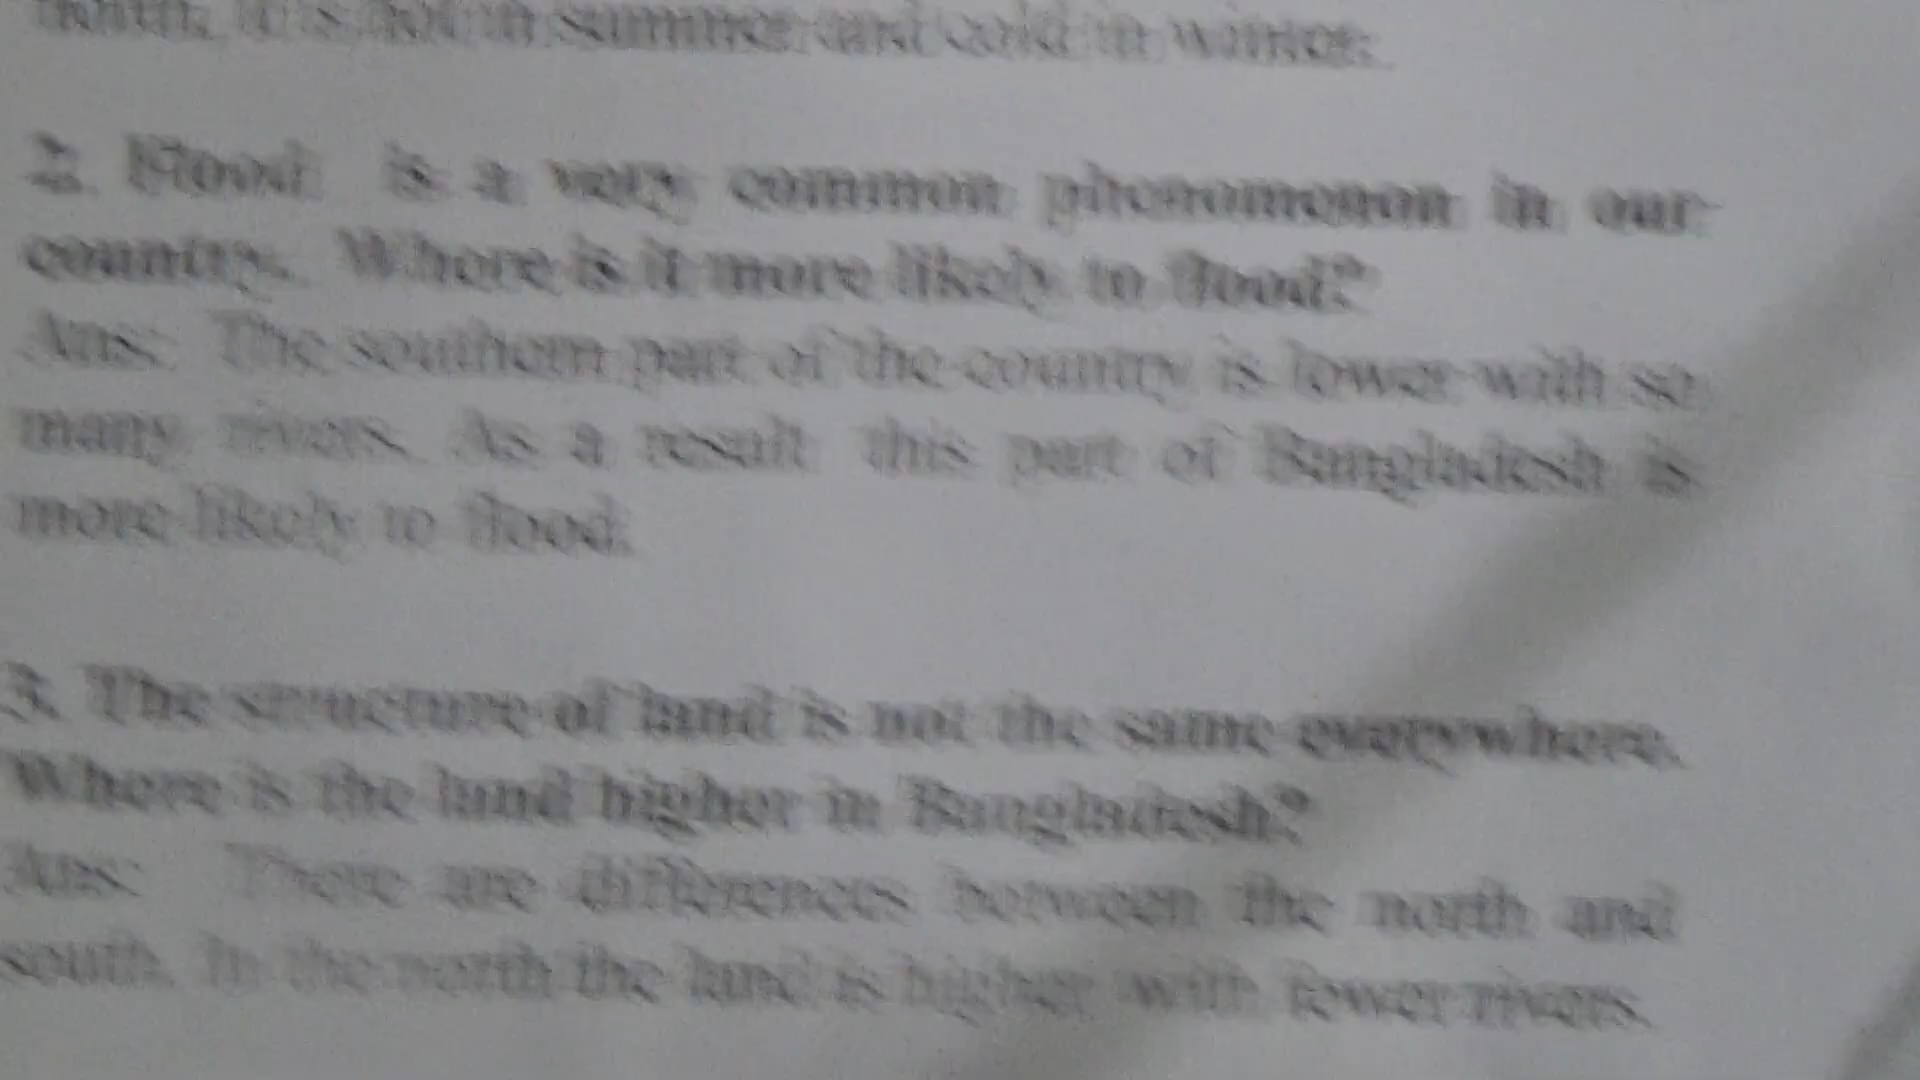 it is hot in summer and cold in winter.
2. Flood is a very common phenomenon in our
country. Where is it more likely to flood?
Ans: The southern part of the country is lower with so
many rivers. As a result this part of Bangladesh is
more likely to flood.
3. The structure of land is not the same everywhere.
Where is the land higher in Bangladesh?
Ans: There are differences between the north and
south. In the north the land is higher with fewer rivers.